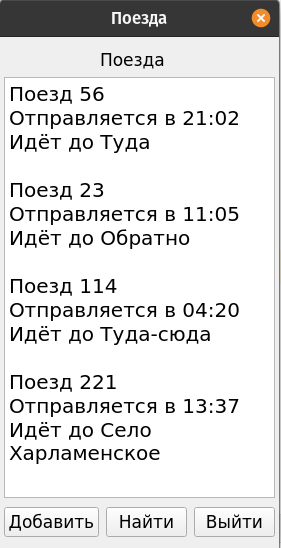 Поезда
Поезда
Поезд 56
Отправляется в 21:02
Идёт до Туда
Поезд 23
Отправляется в 11:05
Идёт до Обратно
Поезд 114
Отправляется в 04:20
Идёт до Туда-сюда
Поезд 221
Отправляется в 13:37
Идёт до Село
Харламенское
Добавить Найти Выйти